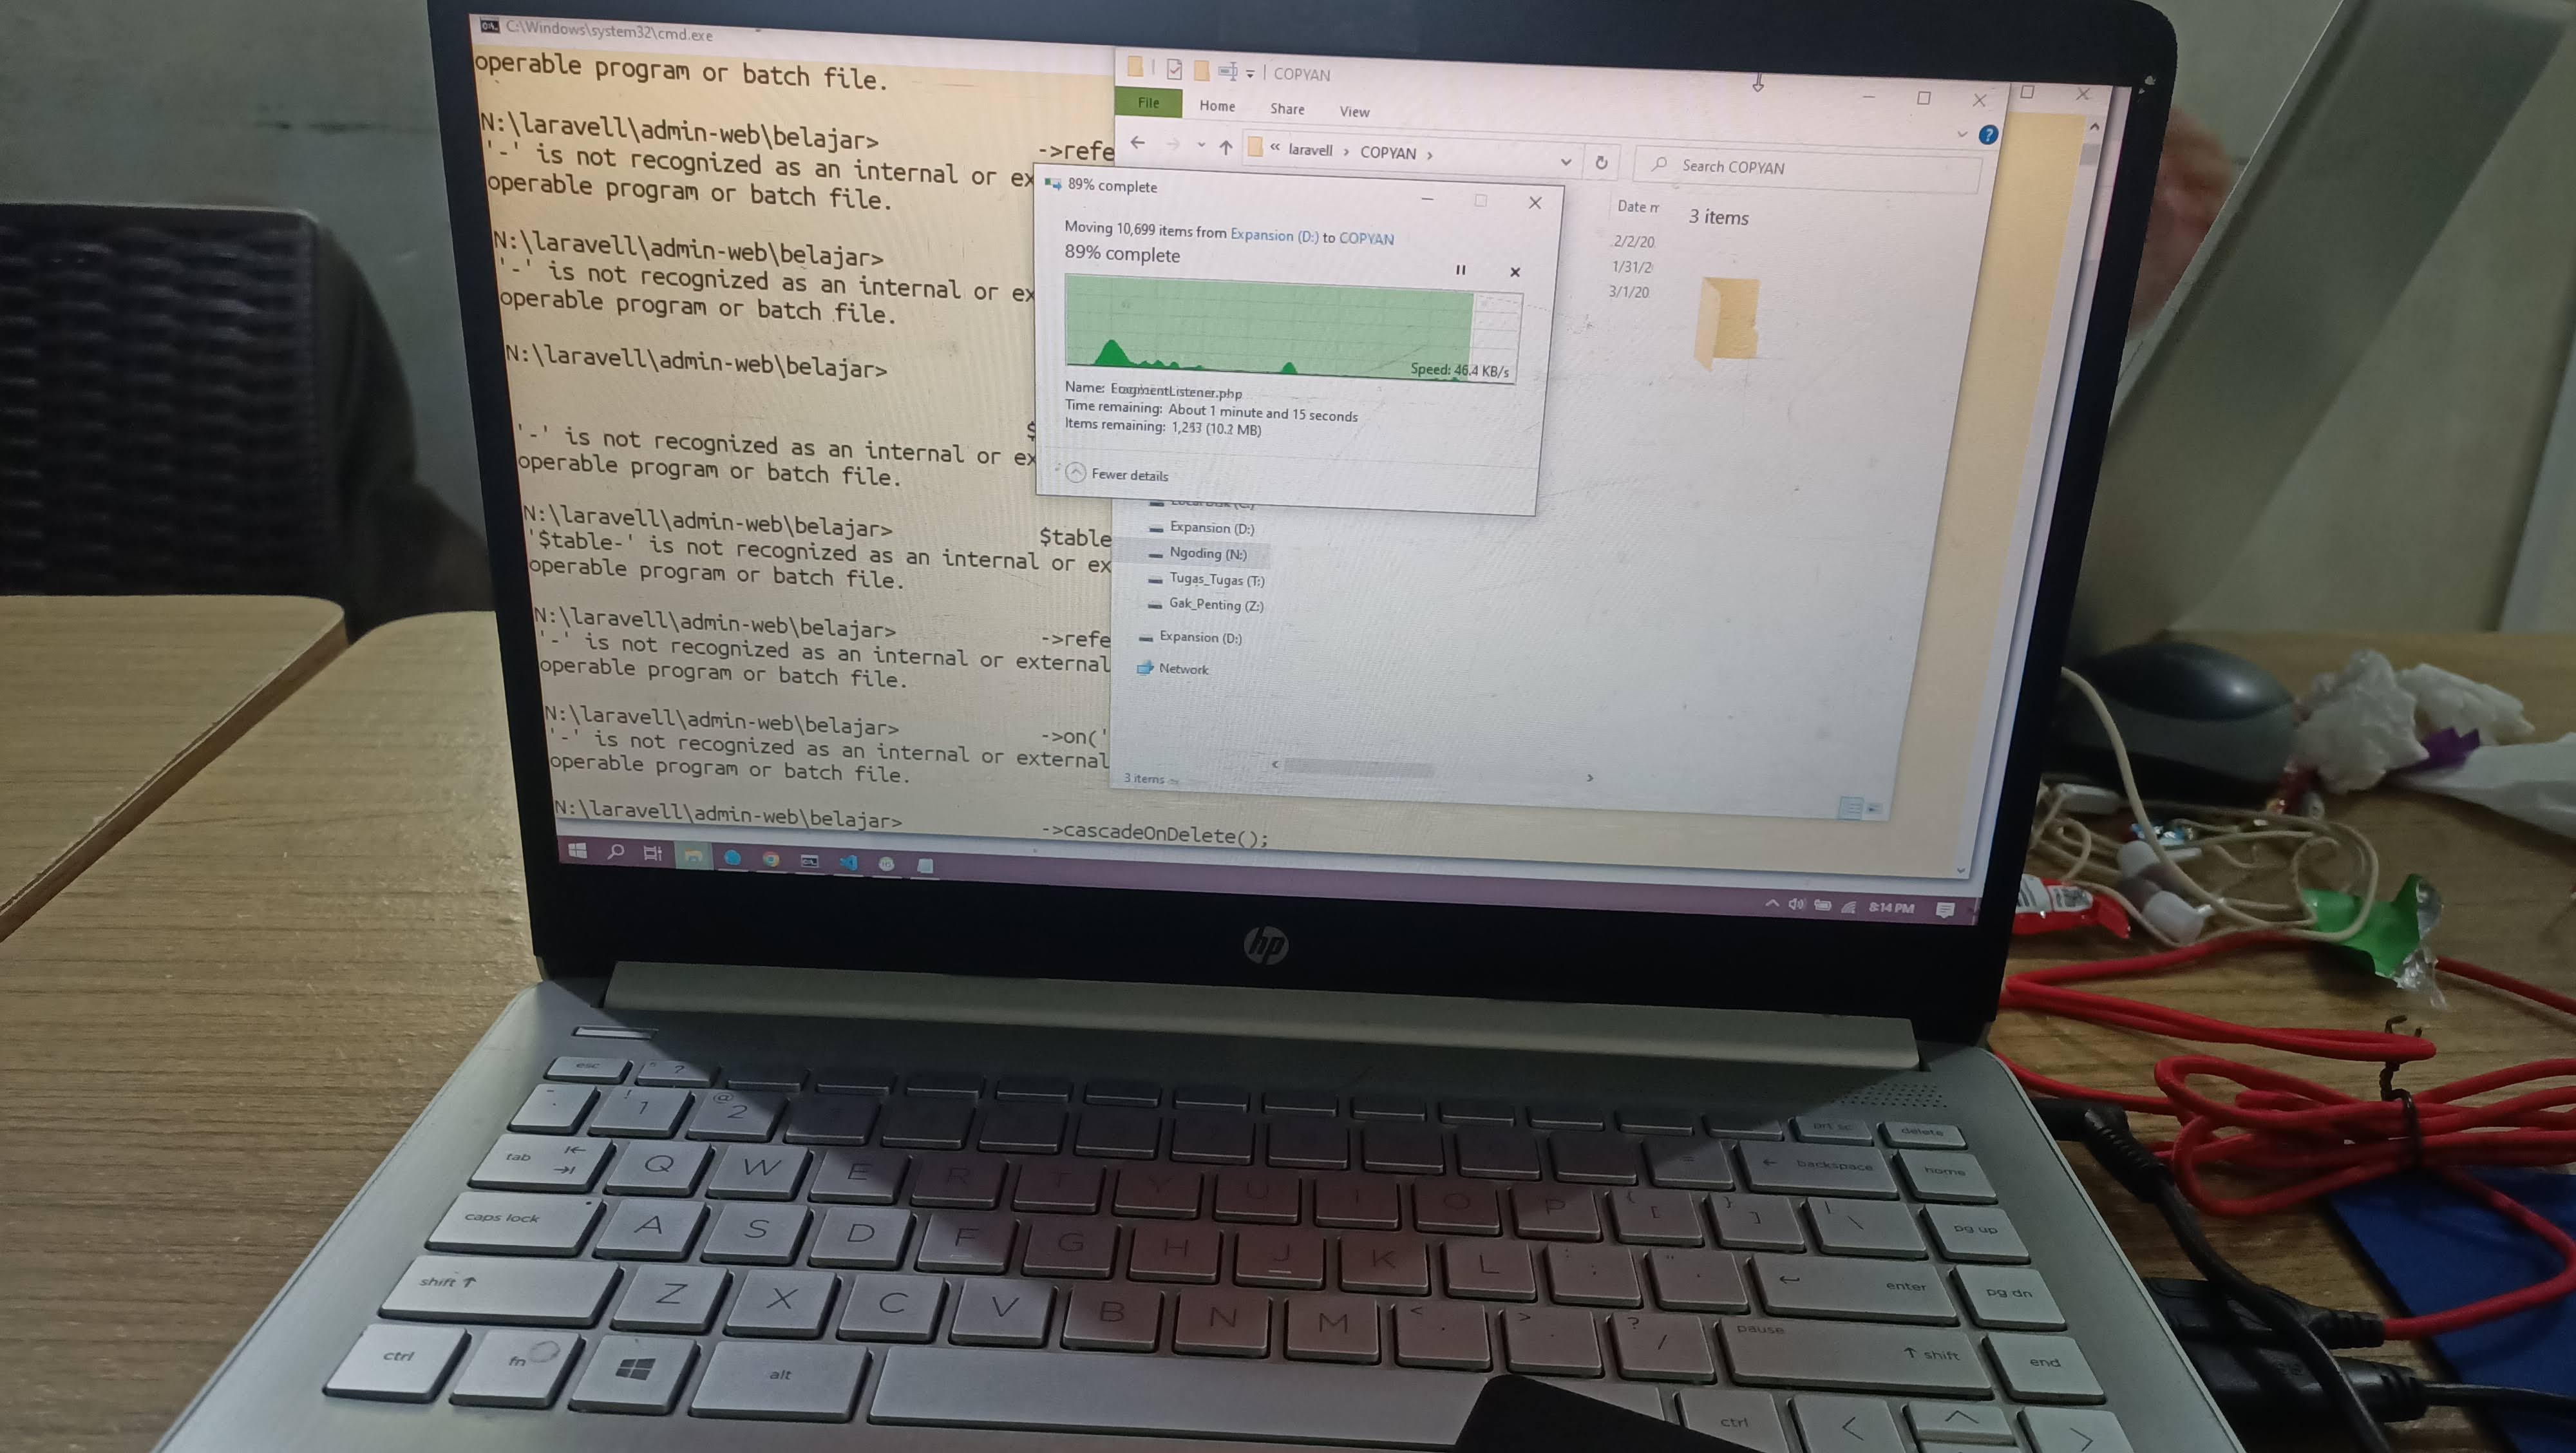 C:\Windows\system32\cmd.exe
operable program or batch file.
N:\laravell\admin-web\belajar> ->refe
'-' is not recognized as an internal or ex
operable program or batch file.
N:\laravell\admin-web\belajar>
'-' is not recognized as an internal or ex
operable program or batch file.
N:\laravell\admin-web\belajar>
$
'-' is not recognized as an internal or ex
operable program or batch file.
N:\laravell\admin-web\belajar> $table
'$table-' is not recognized as an internal or ex
operable program or batch file.
N:\laravell\admin-web\belajar> ->refe
'-' is not recognized as an internal or external
operable program or batch file.
N:\laravell\admin-web\belajar> ->on('
'-' is not recognized as an internal or external
operable program or batch file.
N:\laravell\admin-web\belajar> ->cascadeOnDelete();
COPYAN
File Home Share View
« laravell › COPYAN ›
Search COPYAN
Date m
2/2/20
1/31/2
3/1/20
3 items
89% complete
Moving 10,699 items from Expansion (D:) to COPYAN
89% complete
Speed: 46.4 KB/s
Name:
Time remaining: About 1 minute and 15 seconds
Items remaining: (10.2 MB)
Fewer details
Expansion (D:)
Ngoding (N:)
Tugas_Tugas (T:)
Gak_Penting (Z:)
Expansion (D:)
Network
3 items
8:14 PM
hp
esc ?
! 1 @ 2 prt sc delete
tab Q W E R T Y U I O P { [ } ] = backspace home
caps lock A S D F G H J K L : ; " | \ pg up
shift Z X C V B N M < > ? / enter pg dn
pause shift end
ctrl fn alt ctrl